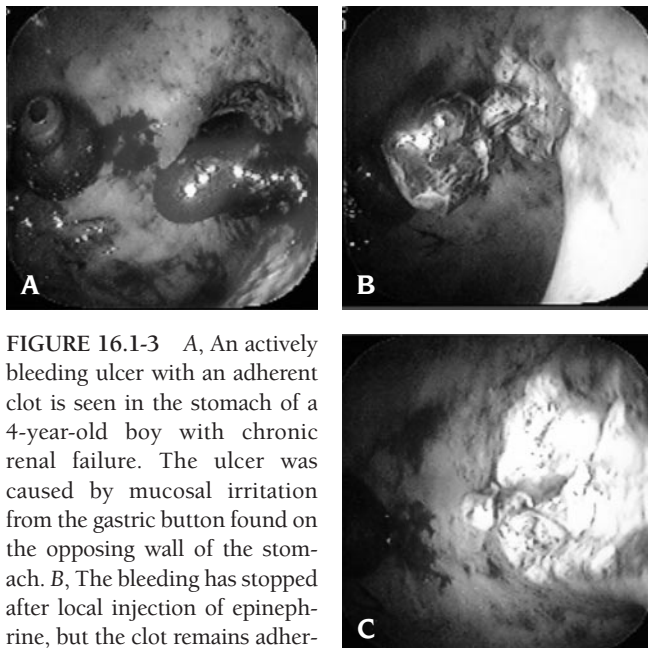 A
B
FIGURE 16.1-3 A, An actively
bleeding ulcer with an adherent
clot is seen in the stomach of a
4-year-old boy with chronic
renal failure. The ulcer was
caused by mucosal irritation
from the gastric button found on
the opposing wall of the stom-
ach. B, The bleeding has stopped
after local injection of epineph-
rine, but the clot remains adher-
C